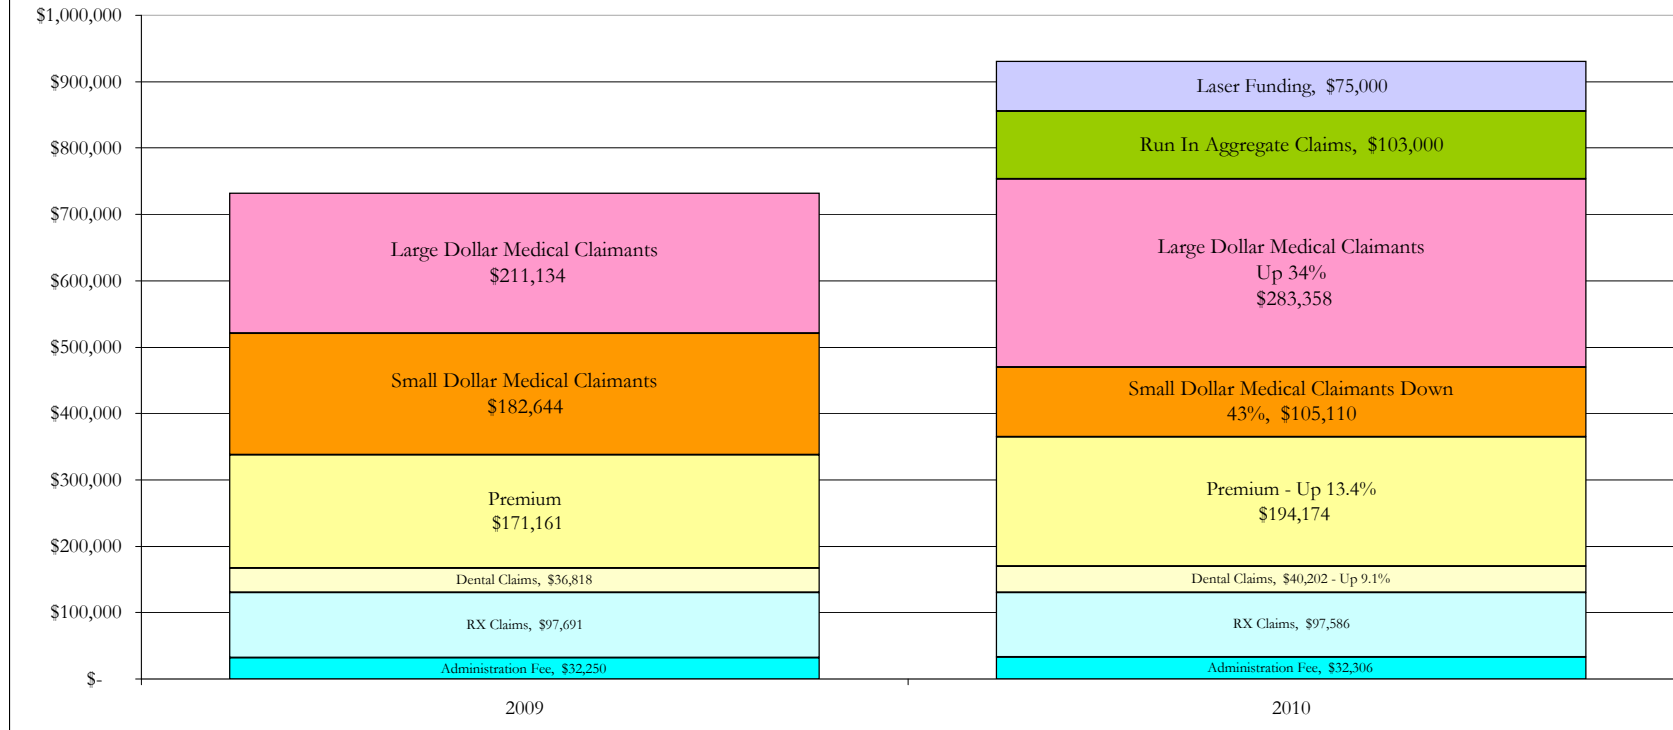 $1,000,000
$900,000
$800,000
$700,000
$600,000
$500,000
$400,000
$300,000
$200,000
$100,000
$-
Large Dollar Medical Claimants
$211,134
Small Dollar Medical Claimants
$182,644
Premium
$171,161
Dental Claims, $36,818
RX Claims, $97,691
Administration Fee, $32,250
2009
Laser Funding, $75,000
Run In Aggregate Claims, $103,000
Large Dollar Medical Claimants
Up 34%
$283,358
Small Dollar Medical Claimants Down
43%, $105,110
Premium - Up 13.4%
$194,174
Dental Claims, $40,202 - Up 9.1%
RX Claims, $97,586
Administration Fee, $32,306
2010